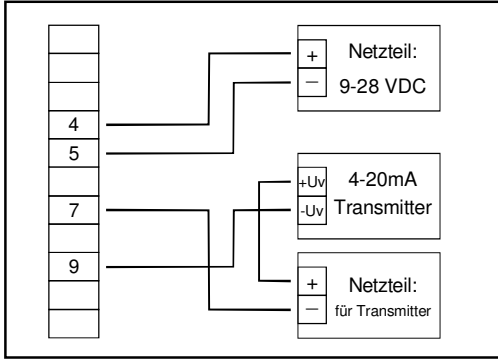 4
5
7
9
+
−
Netzteil:
9-28 VDC
+Uv
-Uv
4-20mA
Transmitter
+
−
Netzteil:
für Transmitter